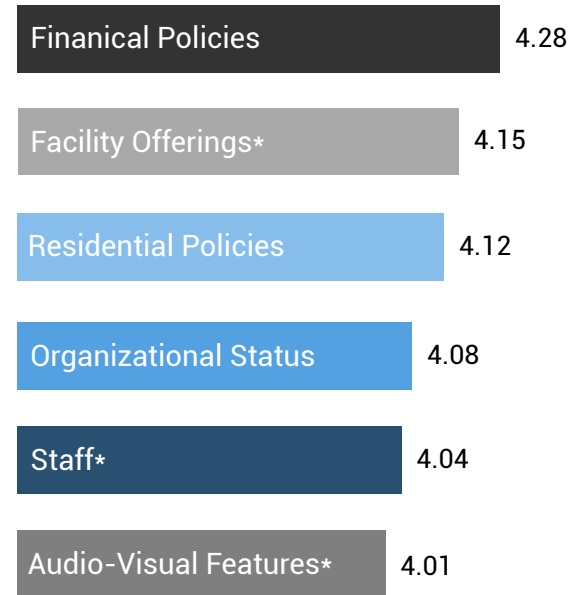 Finanical Policies 4.28
Facility Offerings* 4.15
Residential Policies 4.12
Organizational Status 4.08
Staff* 4.04
Audio-Visual Features* 4.01